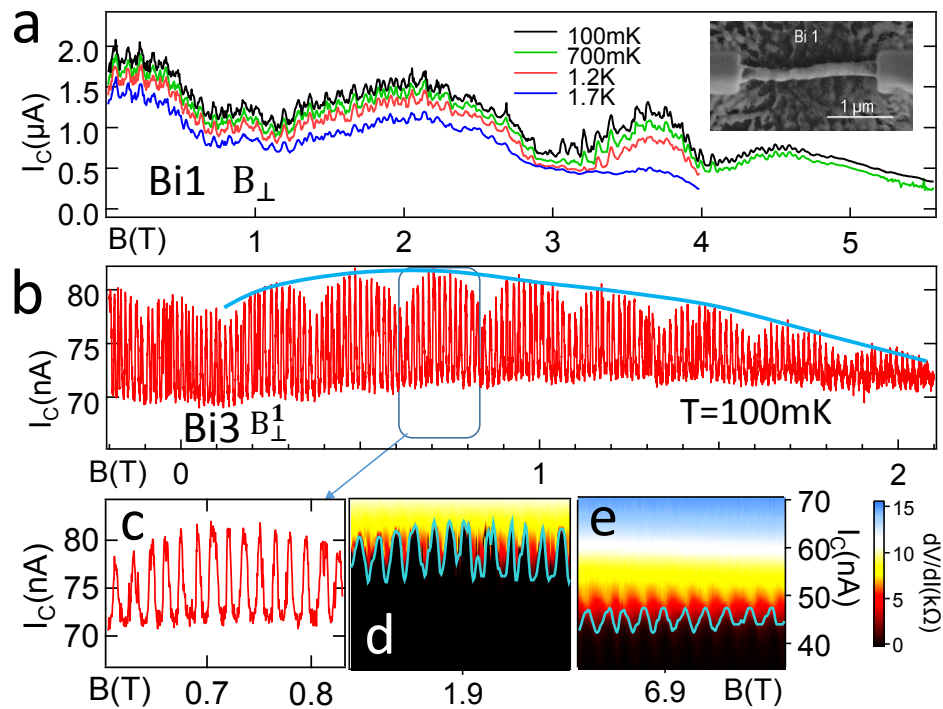 a
I_C(μA)
2.0
1.5
1.0
0.5
0.0
100mK
700mK
1.2K
1.7K
Bi 1
1 μm
Bi1 B⊥
B(T) 1 2 3 4 5
b
I_C(nA)
80
70
Bi3 B⊥¹
T=100mK
B(T) 0 1 2
c
I_C(nA)
80
70
0.7 0.8
B(T)
d
1.9
e
6.9 B(T)
70
60
50
40
I_C(nA)
15
10
5
0
dV/dI(kΩ)